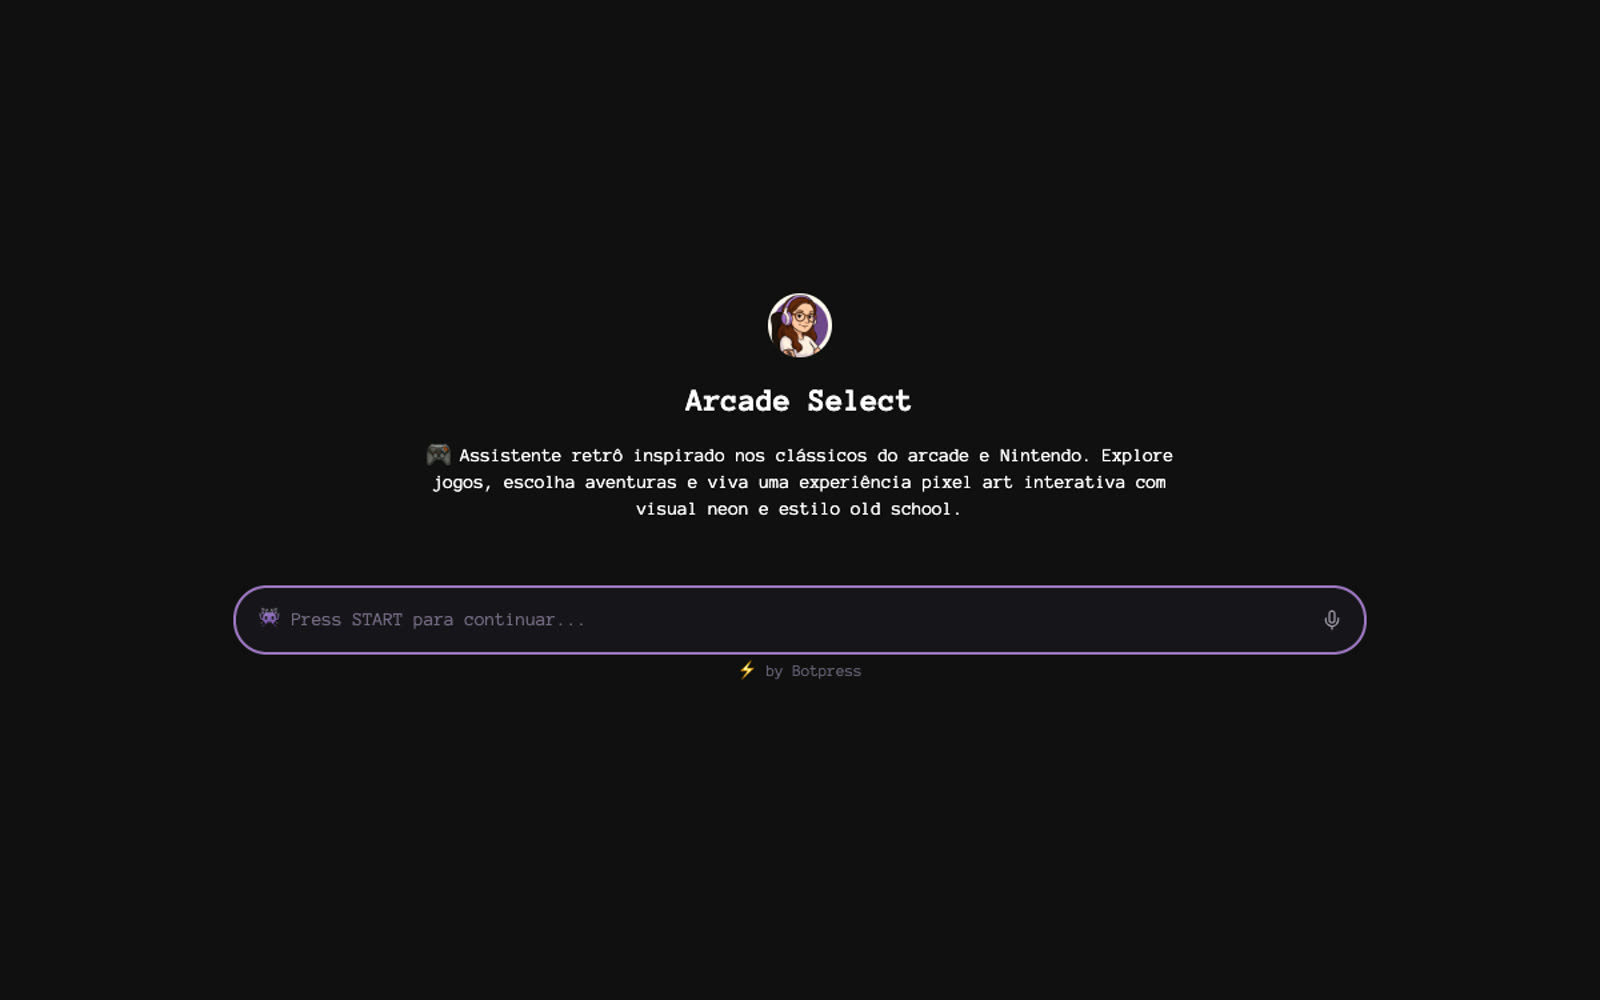 Arcade Select
🎮 Assistente retrô inspirado nos clássicos do arcade e Nintendo. Explore
jogos, escolha aventuras e viva uma experiência pixel art interativa com
visual neon e estilo old school.
👾 Press START para continuar...
⚡ by Botpress